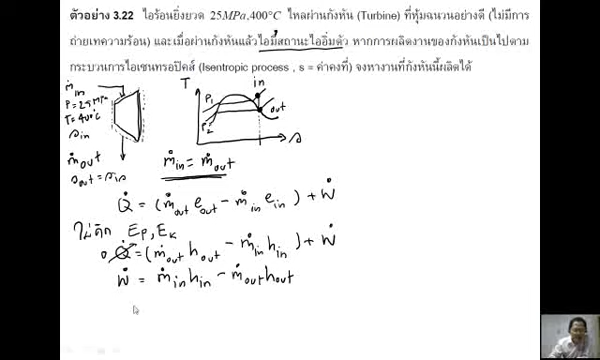 ตัวอย่าง 3.22 ไอร้อนยิ่งยวด 25MPa,400°C ไหลผ่านกังหัน (Turbine) ที่หุ้มฉนวนอย่างดี (ไม่มีการ
ถ่ายเทความร้อน) และเมื่อผ่านกังหันแล้วไอมีสถานะไออิ่มตัว หากการผลิตงานของกังหันเป็นไปตาม
กระบวนการไอเซนทรอปิคส์ (Isentropic process , s = ค่าคงที่) จงหางานที่กังหันนี้ผลิตได้
ṁin
P = 25 MPa
T = 400°C
sin
ṁout
sout = sin
T
in
P1
P2
out
s
ṁin = ṁout
Q̇ = (ṁout eout - ṁin ein) + Ẇ
ไม่คิด EP, EK
0 Q̇ = (ṁout hout - ṁin hin) + Ẇ
Ẇ = ṁin hin - ṁout hout